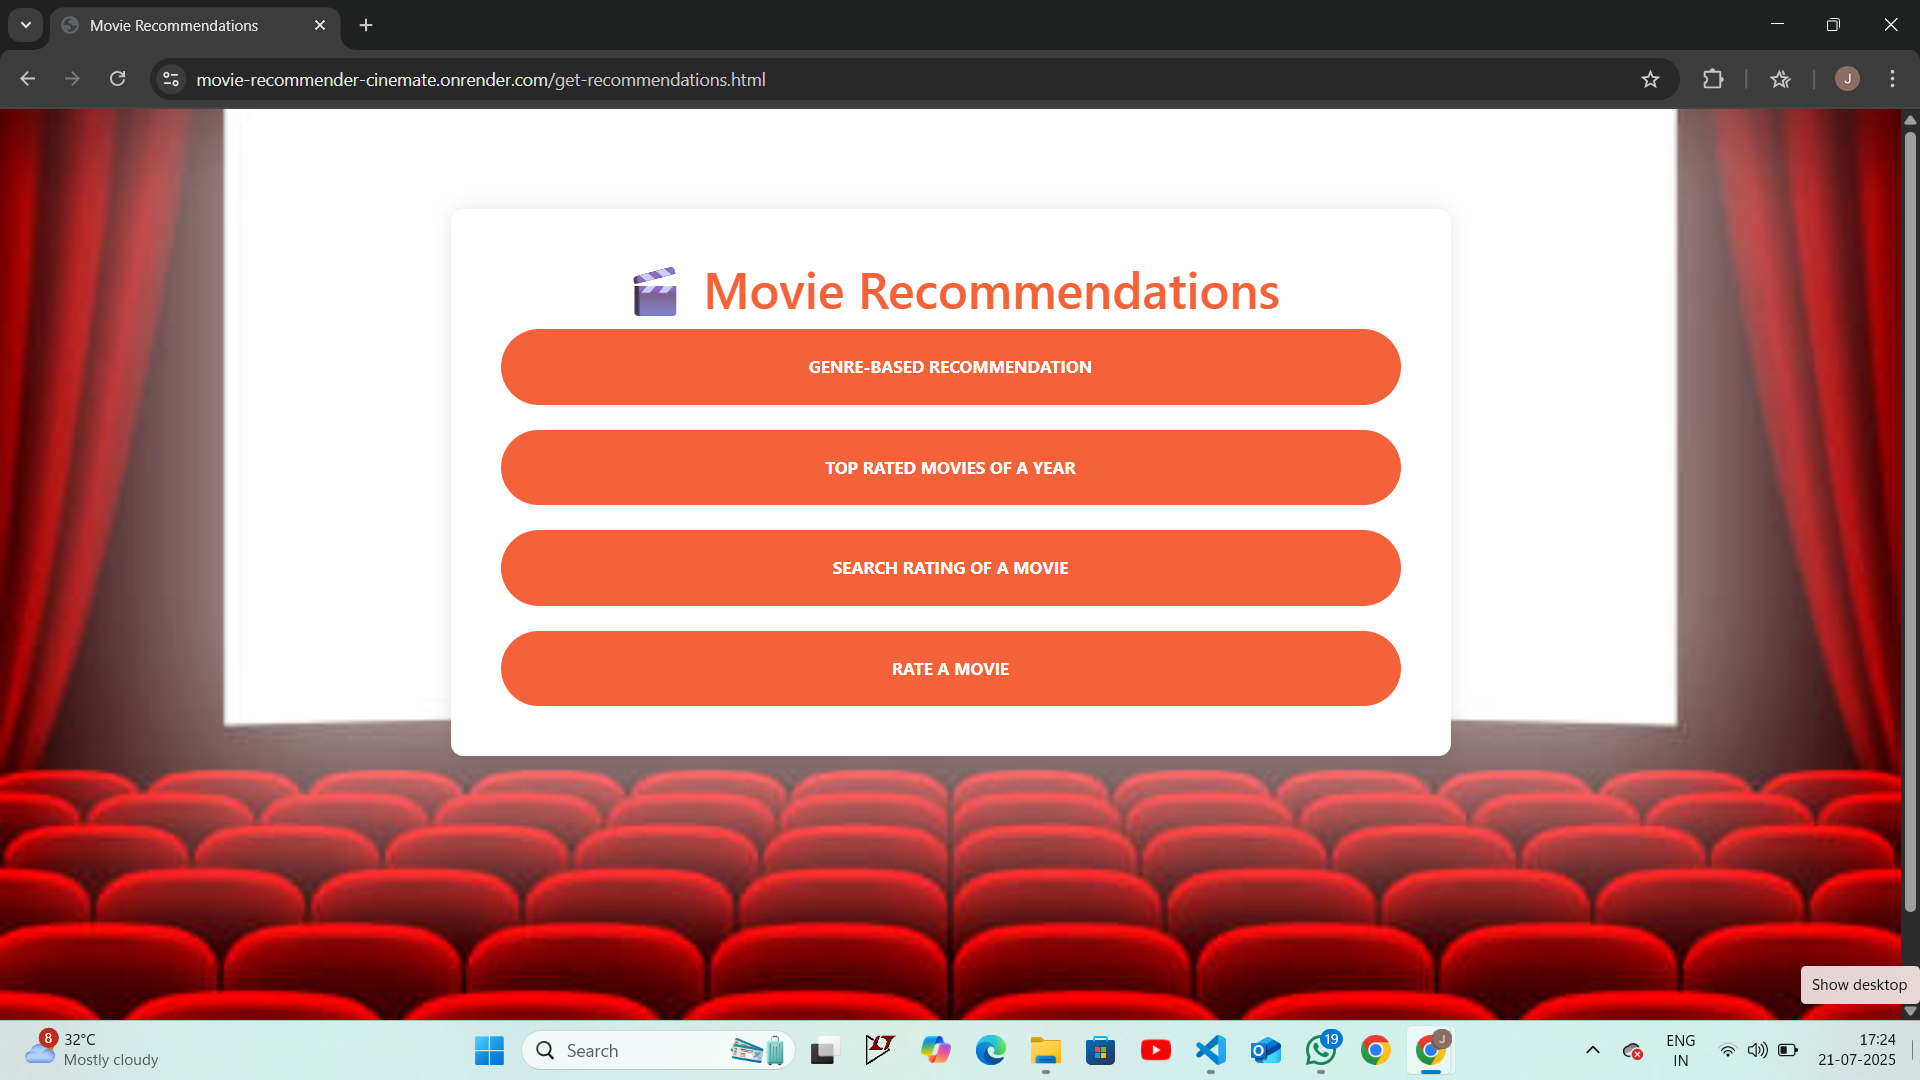 Movie Recommendations
movie-recommender-cinemate.onrender.com/get-recommendations.html
J
Movie Recommendations
GENRE-BASED RECOMMENDATION
TOP RATED MOVIES OF A YEAR
SEARCH RATING OF A MOVIE
RATE A MOVIE
Show desktop
8
32°C
Mostly cloudy
Search
LT
19
J
ENG
IN
17:24
21-07-2025